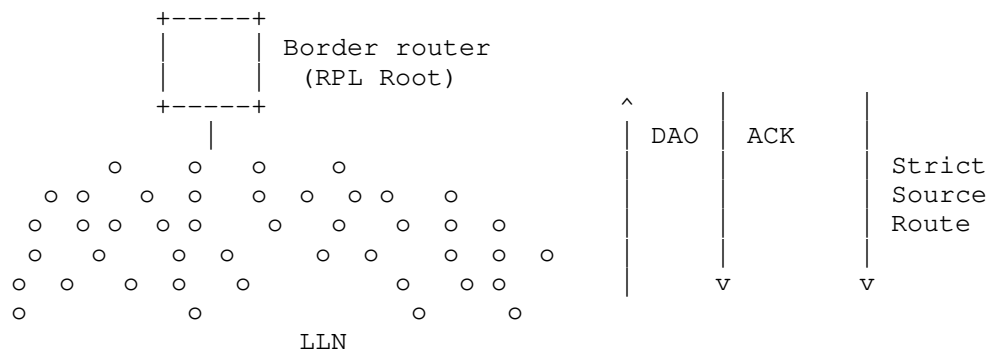 Border router
(RPL Root)
DAO
ACK
Strict
Source
Route
LLN